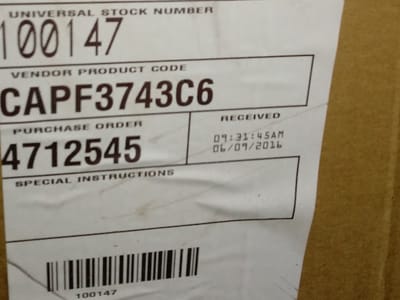 UNIVERSAL STOCK NUMBER
100147
VENDOR PRODUCT CODE
CAPF3743C6
PURCHASE ORDER
4712545
RECEIVED
09:31:45AM
06/09/2016
SPECIAL INSTRUCTIONS
100147